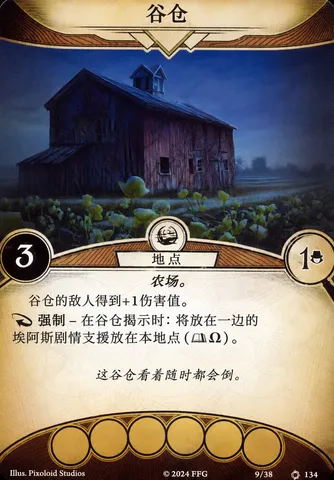 谷仓
3
地点
1
农场。
谷仓的敌人得到+1伤害值。
强制 – 在谷仓揭示时：将放在一边的
埃阿斯剧情支援放在本地点（Ω）。
这谷仓看着随时都会倒。
Illus. Pixoloid Studios
© 2024 FFG
9/38
134